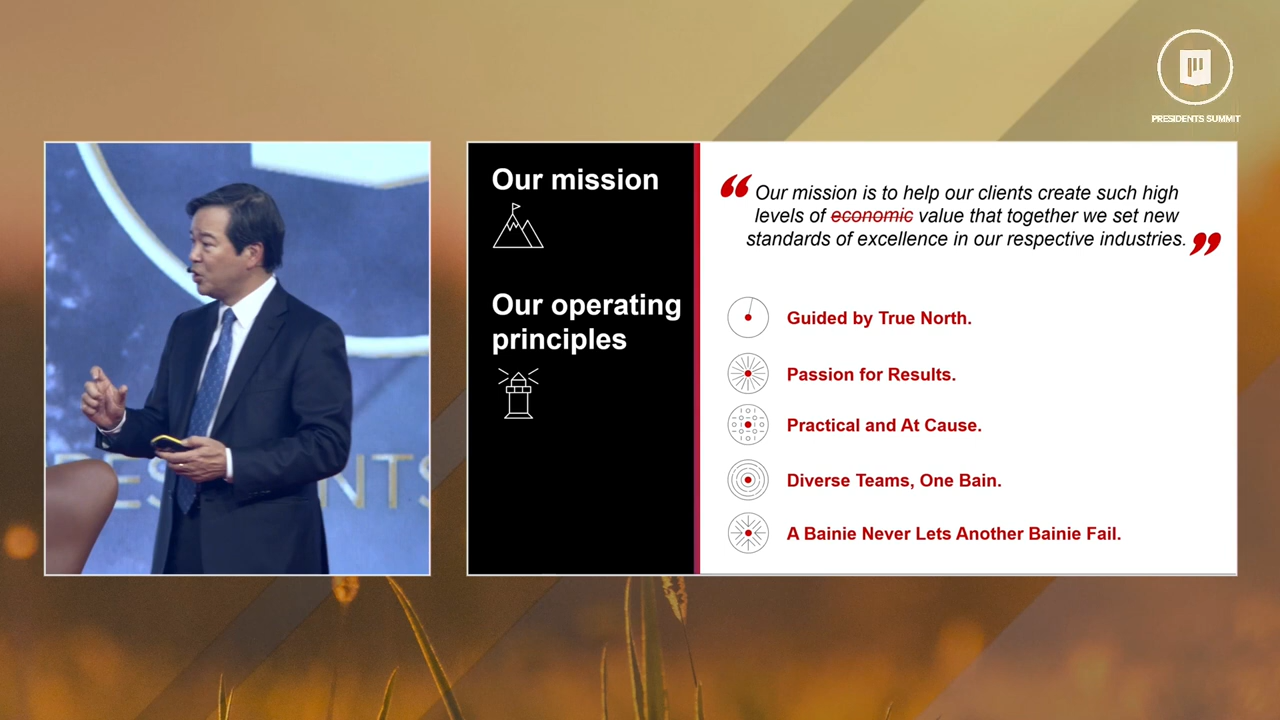 PRESIDENTS SUMMIT
ESI
NTS
Our mission
Our operating
principles
“ Our mission is to help our clients create such high
levels of economic value that together we set new
standards of excellence in our respective industries. ”
Guided by True North.
Passion for Results.
Practical and At Cause.
Diverse Teams, One Bain.
A Bainie Never Lets Another Bainie Fail.